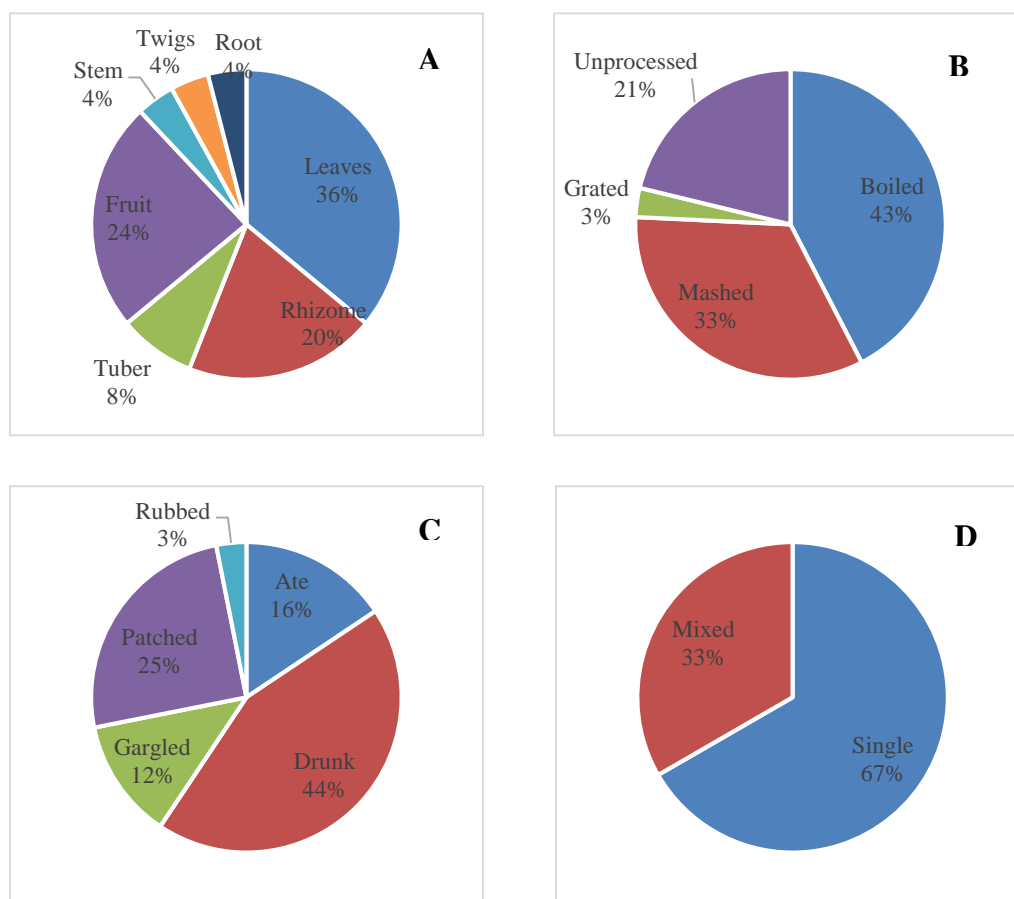 A
Twigs
4%
Root
4%
Stem
4%
Leaves
36%
Fruit
24%
Rhizome
20%
Tuber
8%
B
Unprocessed
21%
Grated
3%
Boiled
43%
Mashed
33%
C
Rubbed
3%
Ate
16%
Patched
25%
Gargled
12%
Drunk
44%
D
Mixed
33%
Single
67%